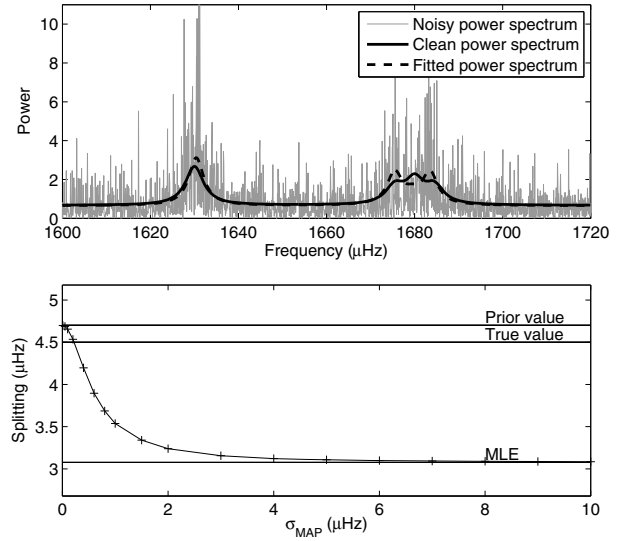 Noisy power spectrum
Clean power spectrum
Fitted power spectrum
Power
10
8
6
4
2
0
1600 1620 1640 1660 1680 1700 1720
Frequency (μHz)
Prior value
True value
MLE
Splitting (μHz)
5
4.5
4
3.5
3
0 2 4 6 8 10
σMAP (μHz)